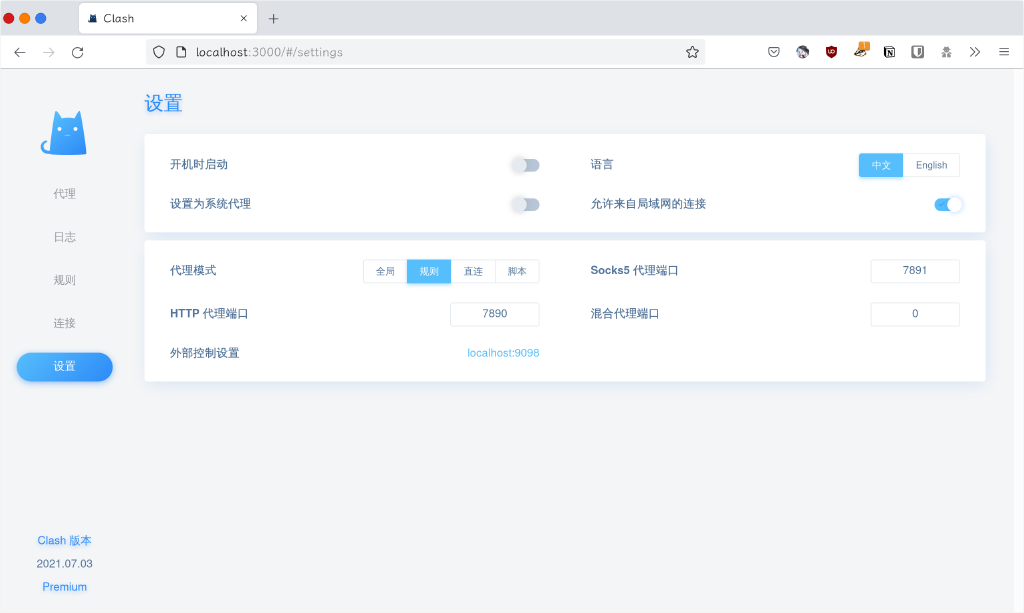 Clash
localhost:3000/#/settings
设置
代理
日志
规则
连接
设置
Clash 版本
2021.07.03
Premium
开机时启动
语言 中文 English
设置为系统代理
允许来自局域网的连接
代理模式 全局 规则 直连 脚本
Socks5 代理端口 7891
HTTP 代理端口 7890
混合代理端口 0
外部控制设置 localhost:9098